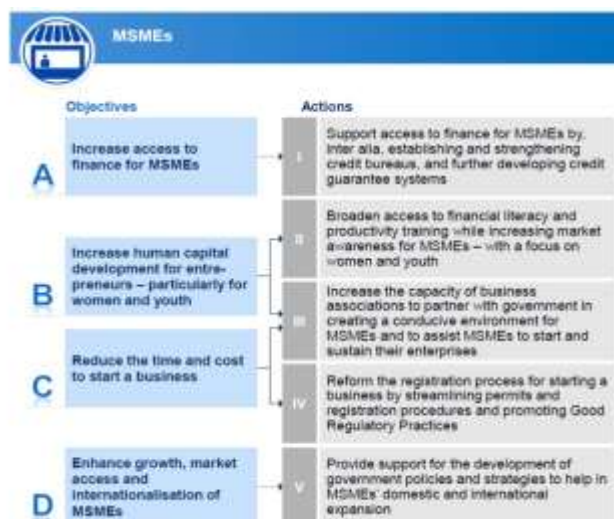 MSMEs
Objectives
Actions
A
Increase access to
finance for MSMEs
I
Support access to finance for MSMEs by,
inter alia, establishing and strengthening
credit bureaus, and further developing credit
guarantee systems
B
Increase human capital
development for entre-
preneurs – particularly for
women and youth
II
Broaden access to financial literacy and
productivity training while increasing market
awareness for MSMEs – with a focus on
women and youth
III
Increase the capacity of business
associations to partner with government in
creating a conducive environment for
MSMEs and to assist MSMEs to start and
sustain their enterprises
C
Reduce the time and cost
to start a business
IV
Reform the registration process for starting a
business by streamlining permits and
registration procedures and promoting Good
Regulatory Practices
D
Enhance growth, market
access and
internationalisation of
MSMEs
V
Provide support for the development of
government policies and strategies to help in
MSMEs' domestic and international
expansion